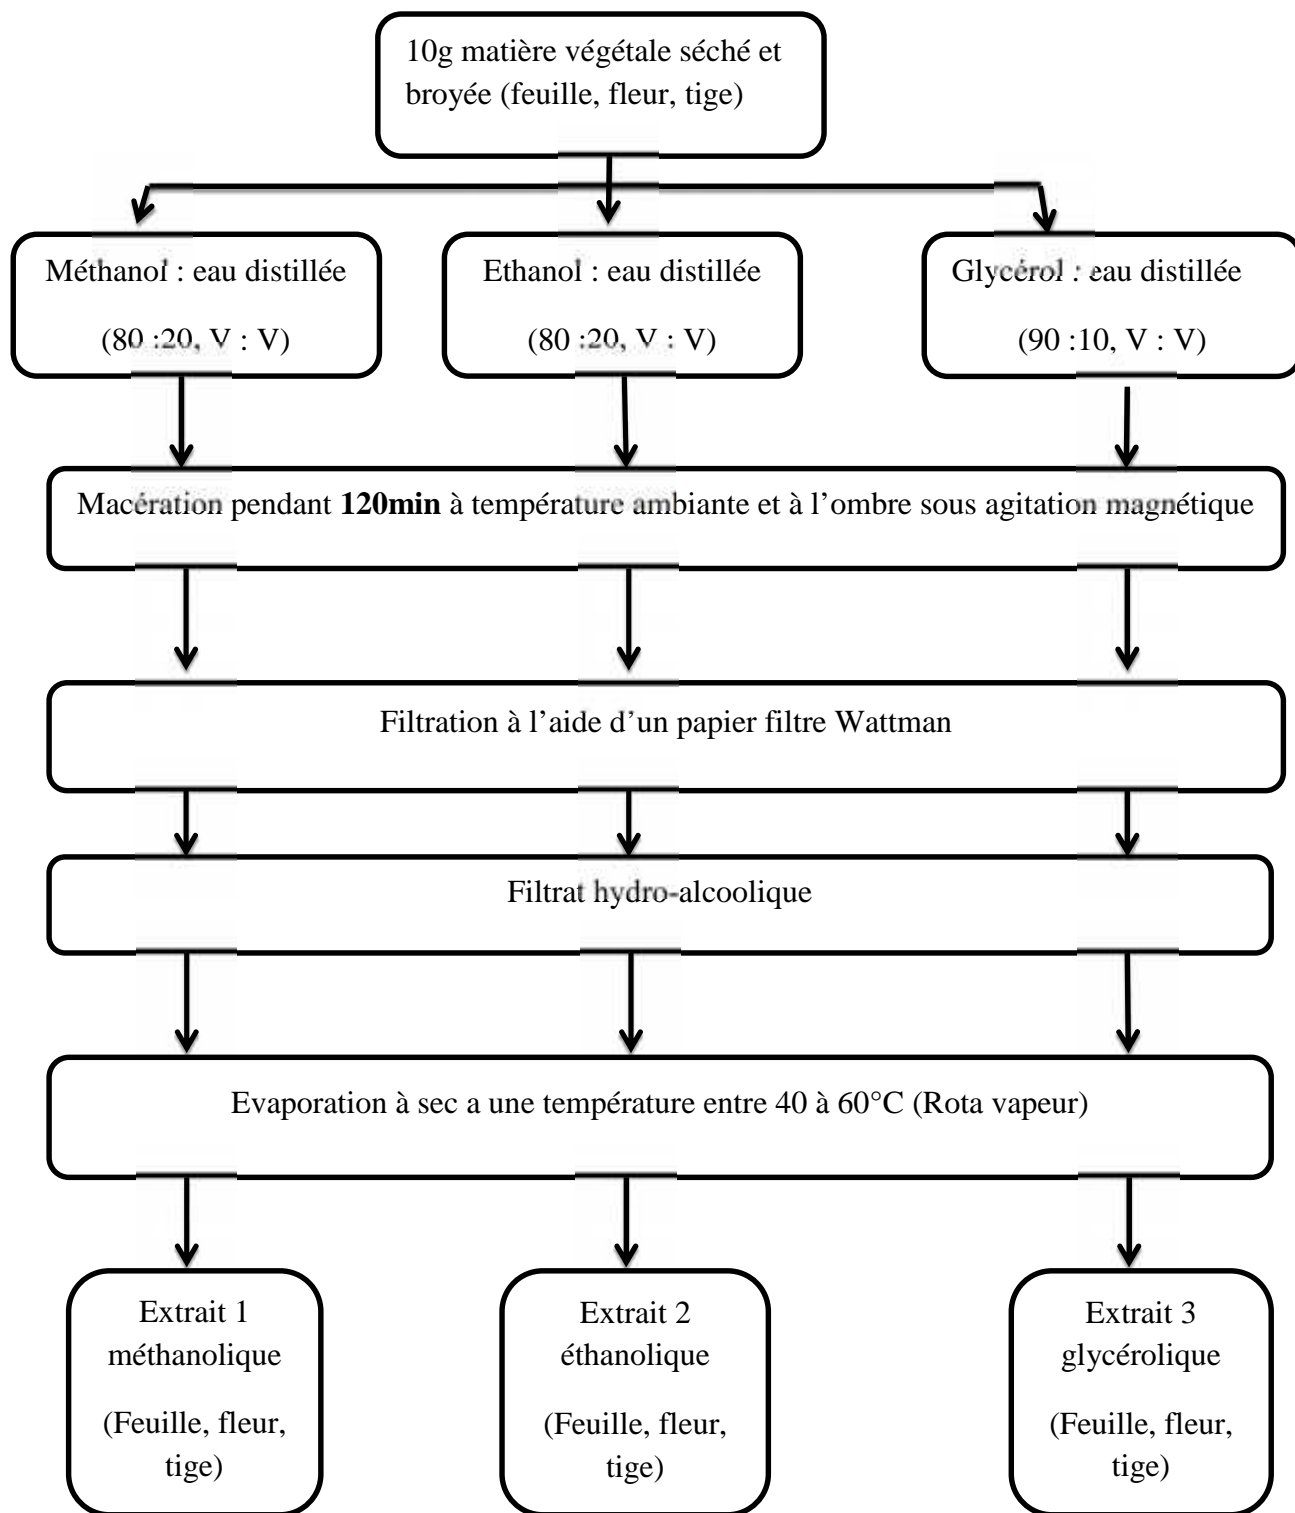 10g matière végétale séché et
broyée (feuille, fleur, tige)
Méthanol : eau distillée
(80 :20, V : V)
Ethanol : eau distillée
(80 :20, V : V)
Glycérol : eau distillée
(90 :10, V : V)
Macération pendant 120min à température ambiante et à l’ombre sous agitation magnétique
Filtration à l’aide d’un papier filtre Wattman
Filtrat hydro-alcoolique
Evaporation à sec a une température entre 40 à 60°C (Rota vapeur)
Extrait 1
méthanolique
(Feuille, fleur,
tige)
Extrait 2
éthanolique
(Feuille, fleur,
tige)
Extrait 3
glycérolique
(Feuille, fleur,
tige)